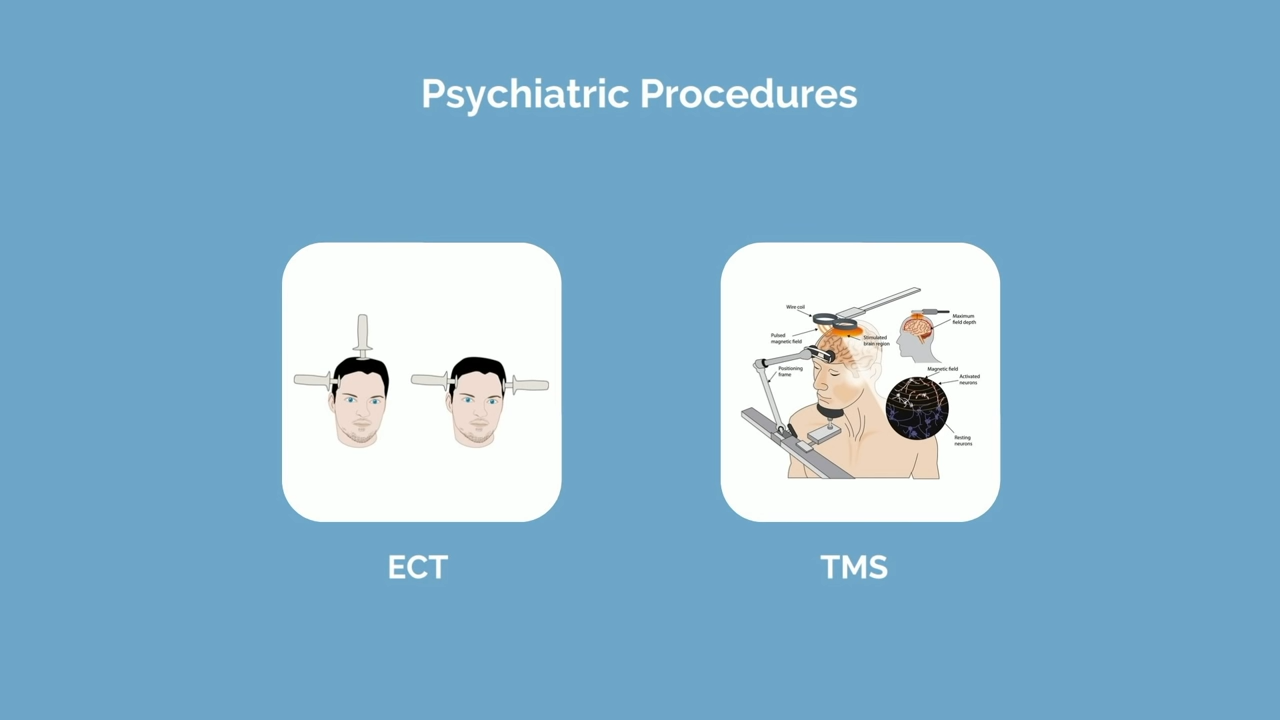 Psychiatric Procedures
Wire coil
Pulsed
magnetic field
Stimulated
brain region
Positioning
frame
Maximum
field depth
Magnetic field
Activated
neurons
Resting
neurons
ECT
TMS